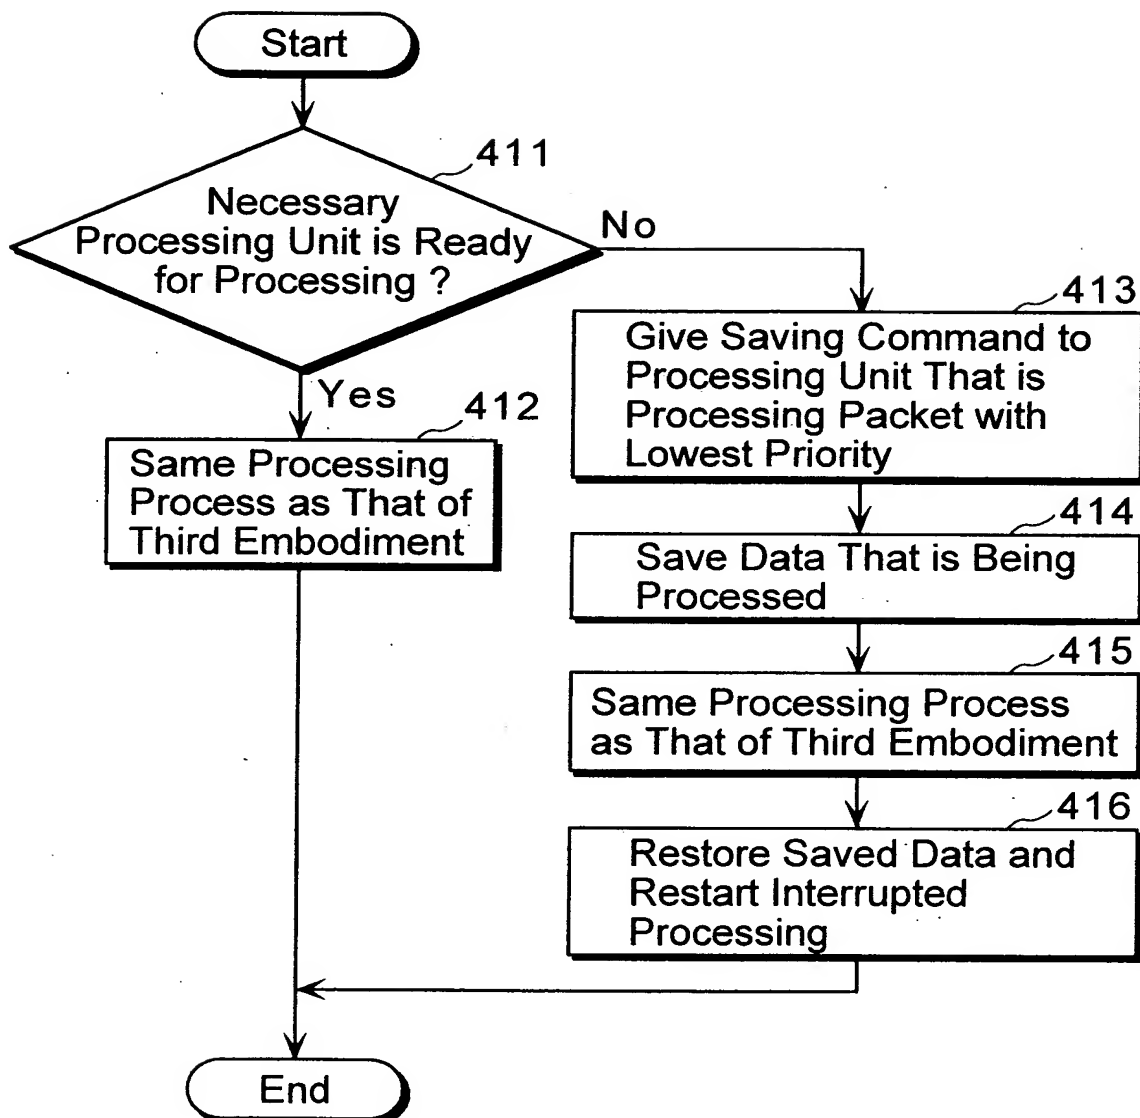 Start
411
Necessary
Processing Unit is Ready
for Processing ?
No
Yes
412
Same Processing
Process as That of
Third Embodiment
413
Give Saving Command to
Processing Unit That is
Processing Packet with
Lowest Priority
414
Save Data That is Being
Processed
415
Same Processing Process
as That of Third Embodiment
416
Restore Saved Data and
Restart Interrupted
Processing
End